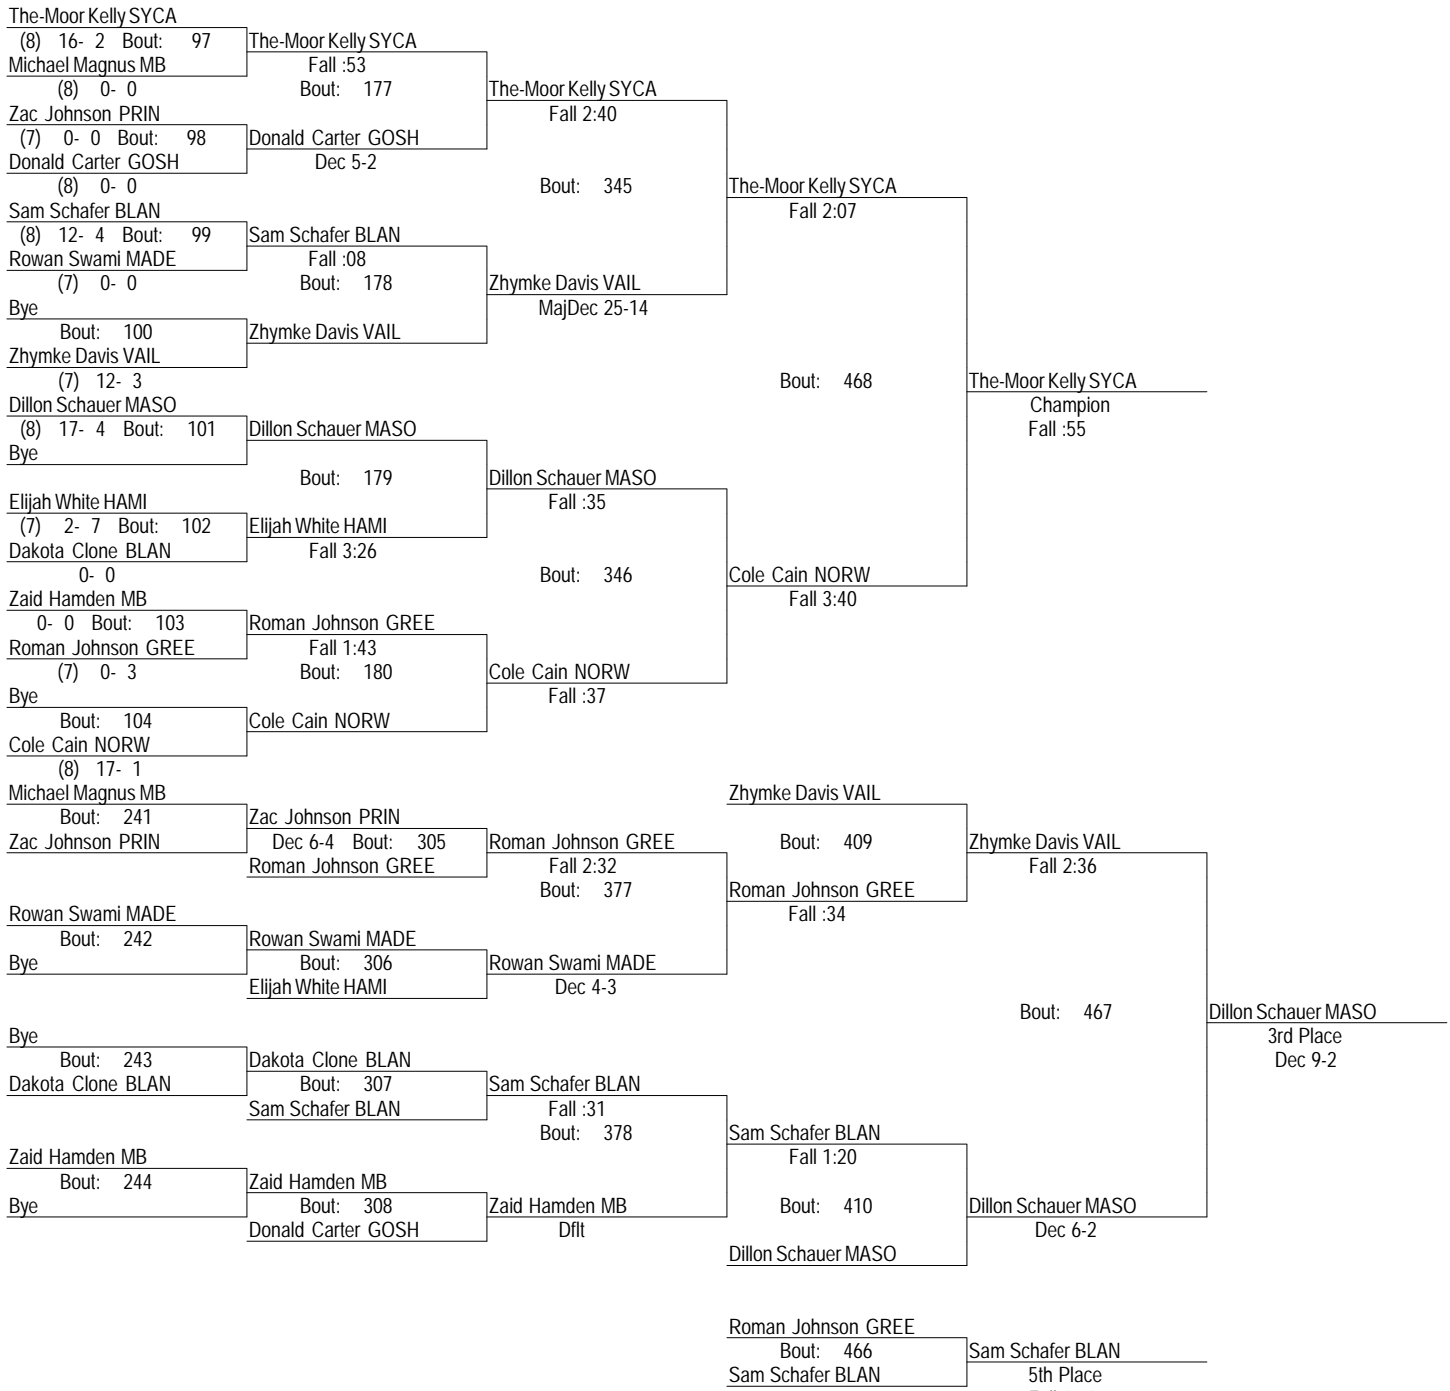 The-Moor Kelly SYCA
(8) 16- 2 Bout: 97 The-Moor Kelly SYCA
Michael Magnus MB Fall :53
(8) 0- 0 Bout: 177 The-Moor Kelly SYCA
Zac Johnson PRIN Fall 2:40
(7) 0- 0 Bout: 98 Donald Carter GOSH
Donald Carter GOSH Dec 5-2
(8) 0- 0 Bout: 345 The-Moor Kelly SYCA
Sam Schafer BLAN Fall 2:07
(8) 12- 4 Bout: 99 Sam Schafer BLAN
Rowan Swami MADE Fall :08
(7) 0- 0 Bout: 178 Zhymke Davis VAIL
Bye MajDec 25-14
Bout: 100 Zhymke Davis VAIL
Zhymke Davis VAIL
(7) 12- 3 Bout: 468 The-Moor Kelly SYCA
Dillon Schauer MASO Champion
(8) 17- 4 Bout: 101 Dillon Schauer MASO Fall :55
Bye
Bout: 179 Dillon Schauer MASO
Elijah White HAMI Fall :35
(7) 2- 7 Bout: 102 Elijah White HAMI
Dakota Clone BLAN Fall 3:26
0- 0 Bout: 346 Cole Cain NORW
Zaid Hamden MB Fall 3:40
0- 0 Bout: 103 Roman Johnson GREE
Roman Johnson GREE Fall 1:43
(7) 0- 3 Bout: 180 Cole Cain NORW
Bye Fall :37
Bout: 104 Cole Cain NORW
Cole Cain NORW
(8) 17- 1
Michael Magnus MB Zhymke Davis VAIL
Bout: 241 Zac Johnson PRIN
Zac Johnson PRIN Dec 6-4 Bout: 305 Roman Johnson GREE Bout: 409 Zhymke Davis VAIL
Roman Johnson GREE Fall 2:32 Fall 2:36
Bout: 377 Roman Johnson GREE
Rowan Swami MADE Fall :34
Bout: 242 Rowan Swami MADE
Bye Bout: 306 Rowan Swami MADE
Elijah White HAMI Dec 4-3
Bout: 467 Dillon Schauer MASO
Bye 3rd Place
Bout: 243 Dakota Clone BLAN Dec 9-2
Dakota Clone BLAN Bout: 307 Sam Schafer BLAN
Sam Schafer BLAN Fall :31
Bout: 378 Sam Schafer BLAN
Zaid Hamden MB Fall 1:20
Bout: 244 Zaid Hamden MB
Bye Bout: 308 Zaid Hamden MB Bout: 410 Dillon Schauer MASO
Donald Carter GOSH Dflt Dec 6-2
Dillon Schauer MASO
Roman Johnson GREE
Bout: 466 Sam Schafer BLAN
Sam Schafer BLAN 5th Place